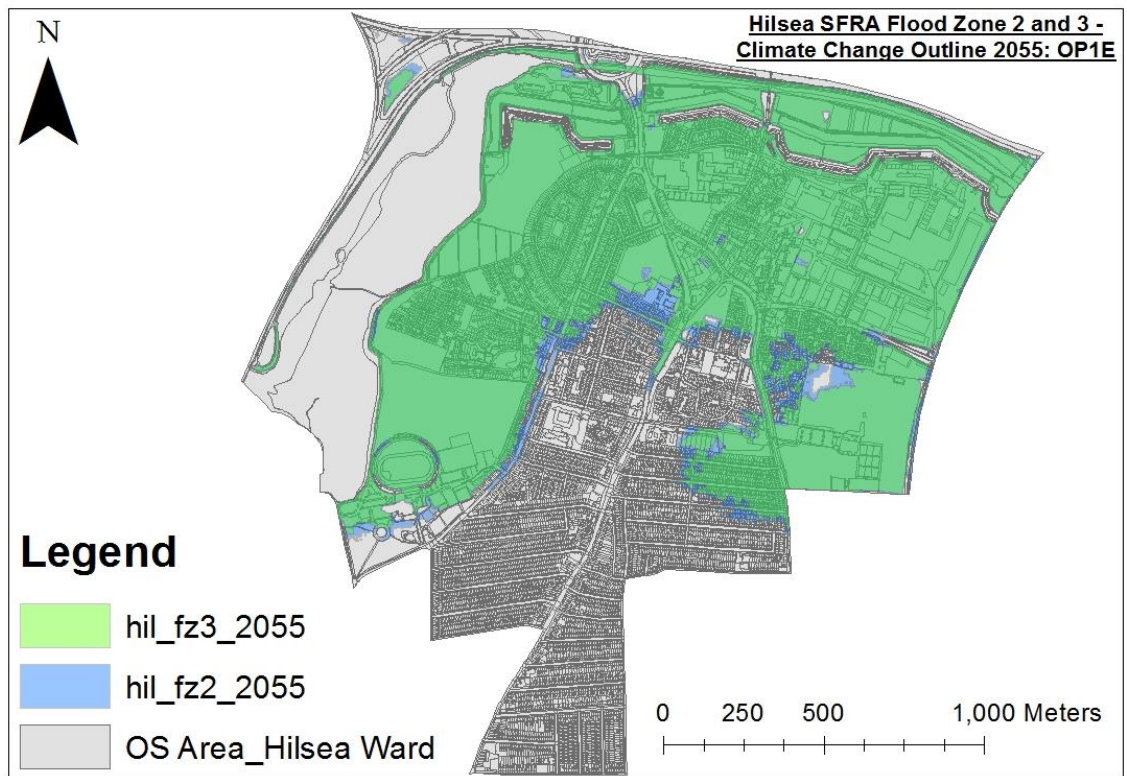 Hilsea SFRA Flood Zone 2 and 3 -
Climate Change Outline 2055: OP1E
N
Legend
hil_fz3_2055
hil_fz2_2055
OS Area_Hilsea Ward
0 250 500 1,000 Meters